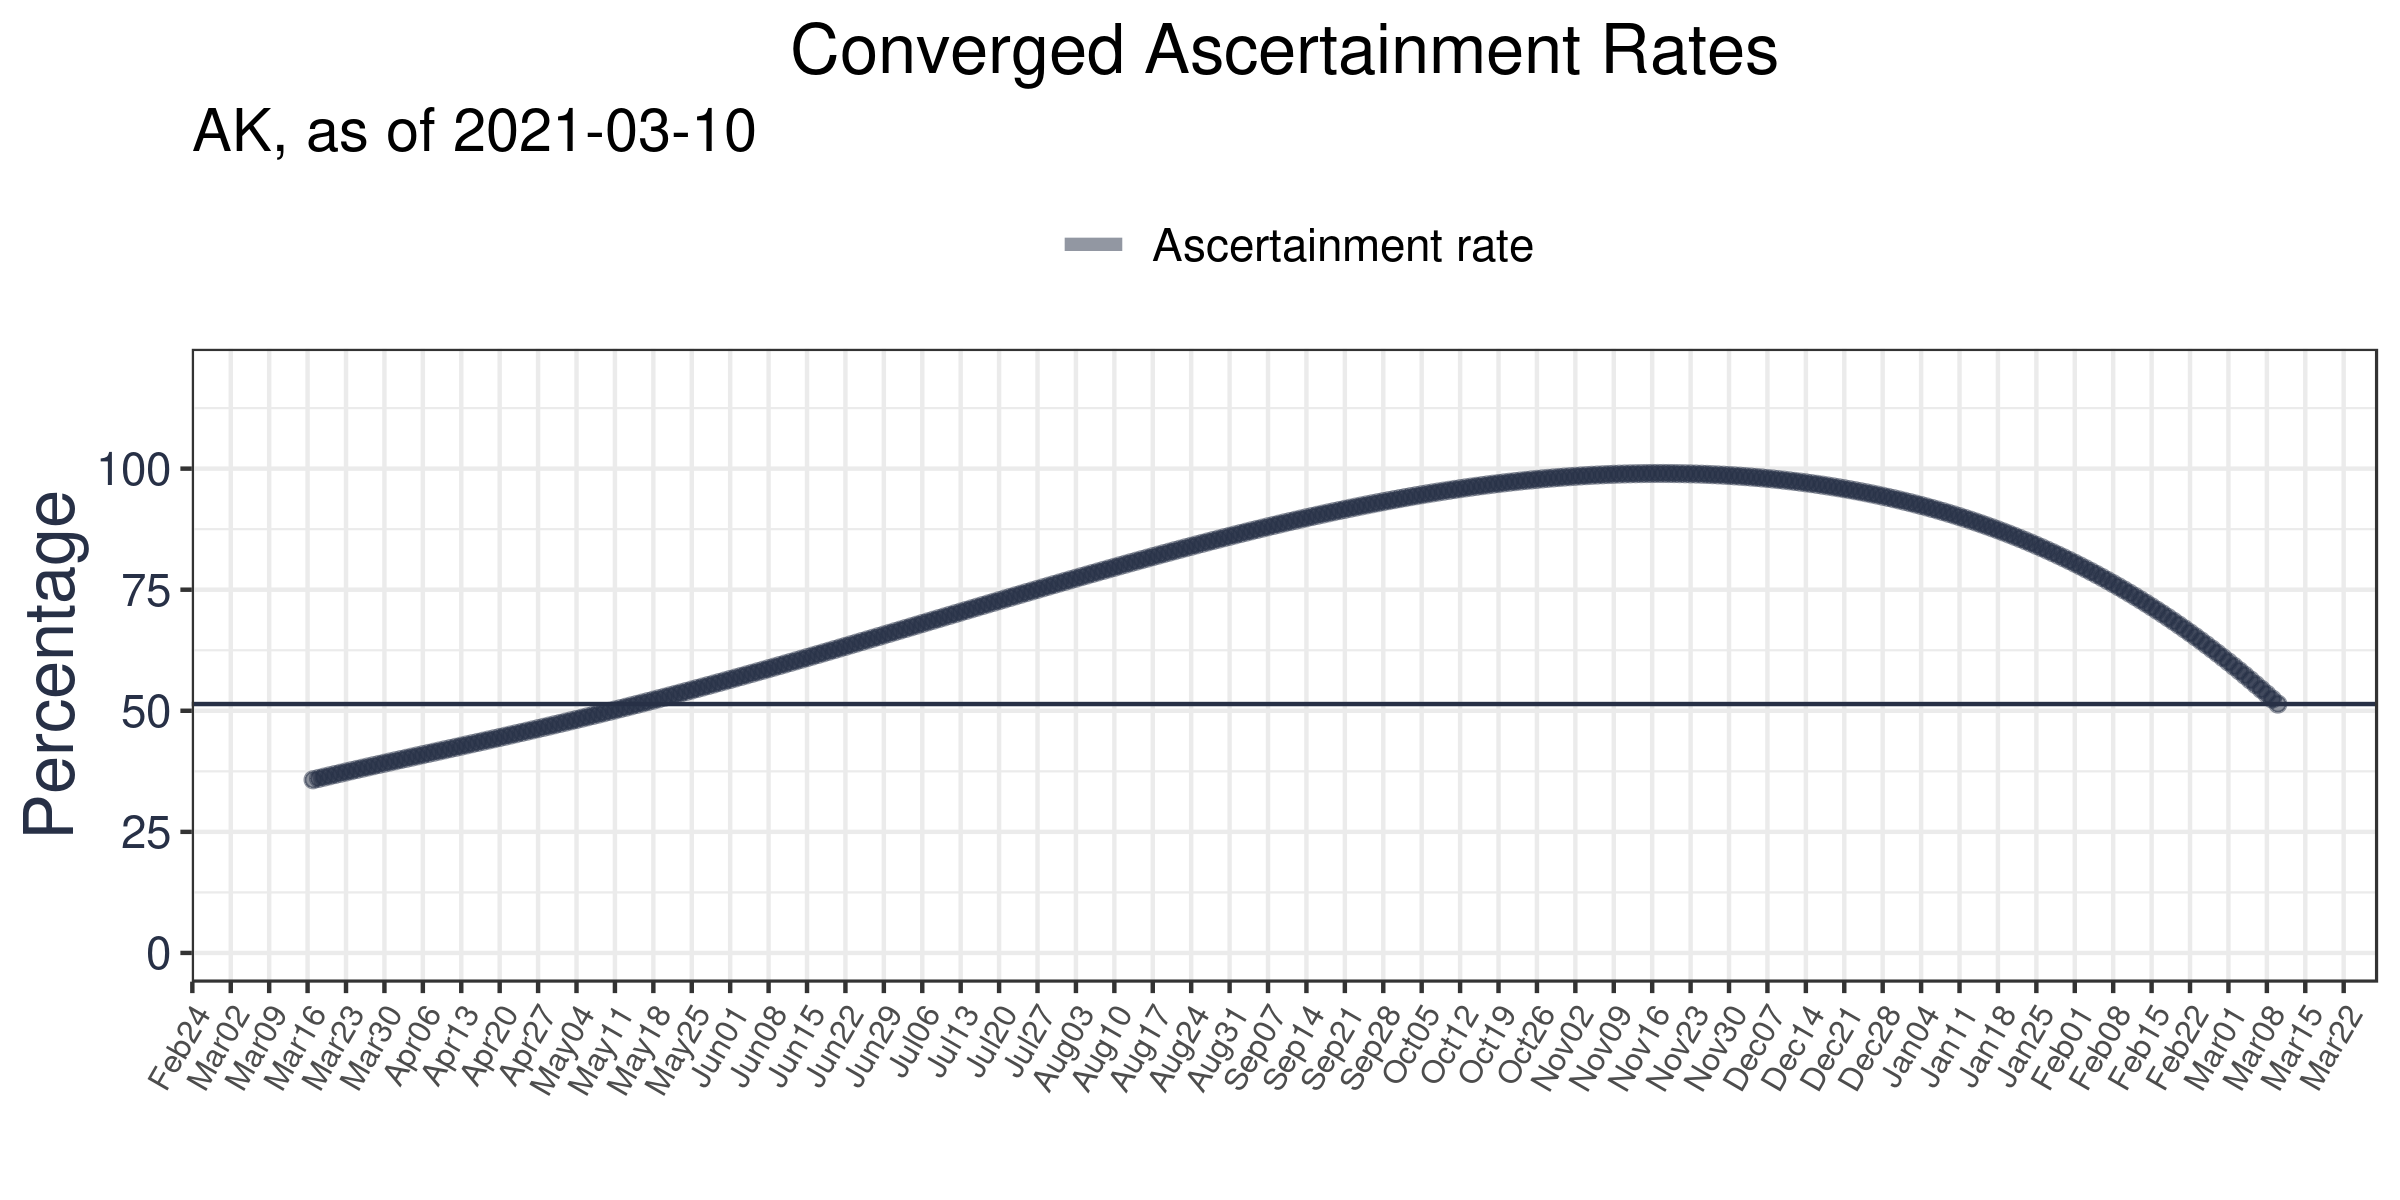 Converged Ascertainment Rates
AK, as of 2021-03-10
Ascertainment rate
Percentage
100
75
50
25
0
Feb24
Mar02
Mar09
Mar16
Mar23
Mar30
Apr06
Apr13
Apr20
Apr27
May04
May11
May18
May25
Jun01
Jun08
Jun15
Jun22
Jun29
Jul06
Jul13
Jul20
Jul27
Aug03
Aug10
Aug17
Aug24
Aug31
Sep07
Sep14
Sep21
Sep28
Oct05
Oct12
Oct19
Oct26
Nov02
Nov09
Nov16
Nov23
Nov30
Dec07
Dec14
Dec21
Dec28
Jan04
Jan11
Jan18
Jan25
Feb01
Feb08
Feb15
Feb22
Mar01
Mar08
Mar15
Mar22